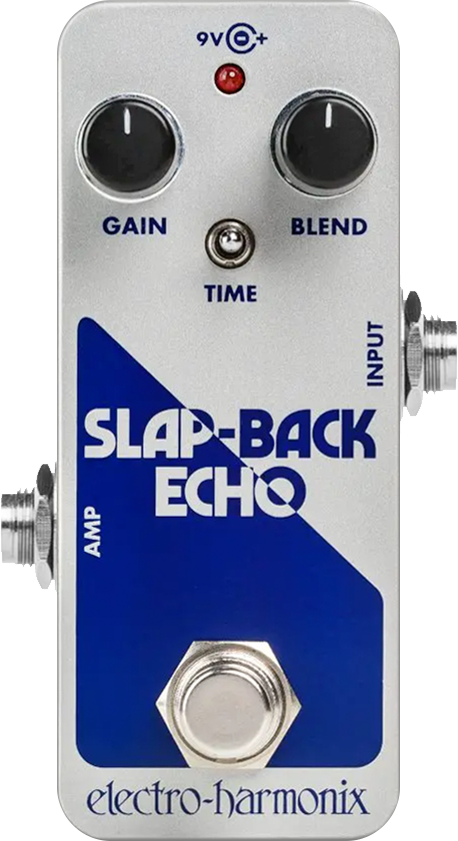 9V +
GAIN
BLEND
TIME
INPUT
SLAP-BACK
ECHO
AMP
electro-harmonix